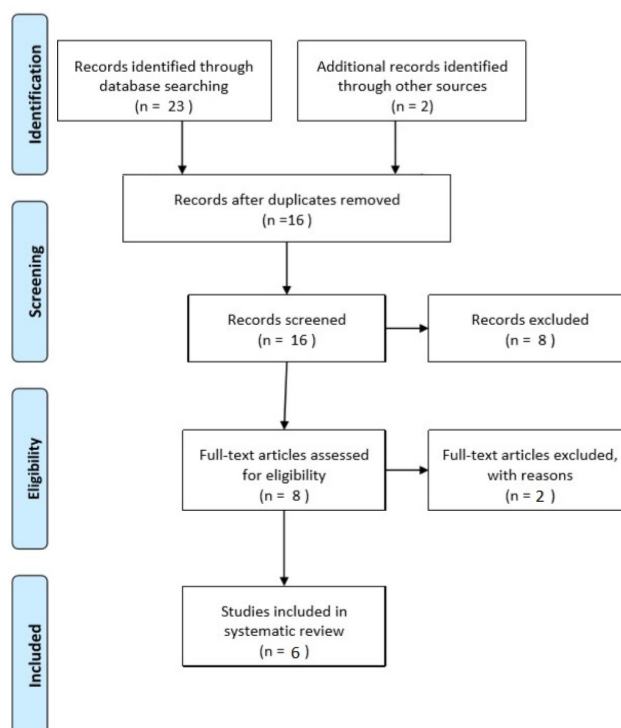 Identification
Records identified through
database searching
(n = 23 )
Additional records identified
through other sources
(n = 2)
Records after duplicates removed
(n =16 )
Screening
Records screened
(n = 16 )
Records excluded
(n = 8 )
Eligibility
Full-text articles assessed
for eligibility
(n = 8 )
Full-text articles excluded,
with reasons
(n = 2 )
Included
Studies included in
systematic review
(n = 6 )